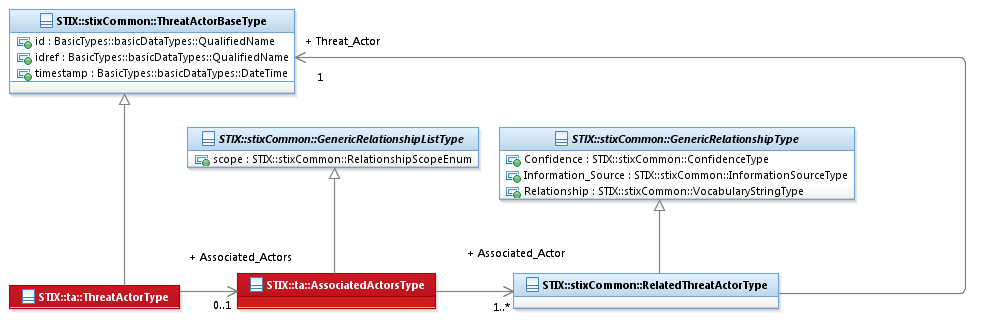 STIX::stixCommon::ThreatActorBaseType
id : BasicTypes::basicDataTypes::QualifiedName
idref : BasicTypes::basicDataTypes::QualifiedName
timestamp : BasicTypes::basicDataTypes::DateTime
+ Threat_Actor
1
STIX::stixCommon::GenericRelationshipListType
scope : STIX::stixCommon::RelationshipScopeEnum
STIX::stixCommon::GenericRelationshipType
Confidence : STIX::stixCommon::ConfidenceType
Information_Source : STIX::stixCommon::InformationSourceType
Relationship : STIX::stixCommon::VocabularyStringType
+ Associated_Actors
+ Associated_Actor
STIX::ta::ThreatActorType
0..1
STIX::ta::AssociatedActorsType
1..*
STIX::stixCommon::RelatedThreatActorType